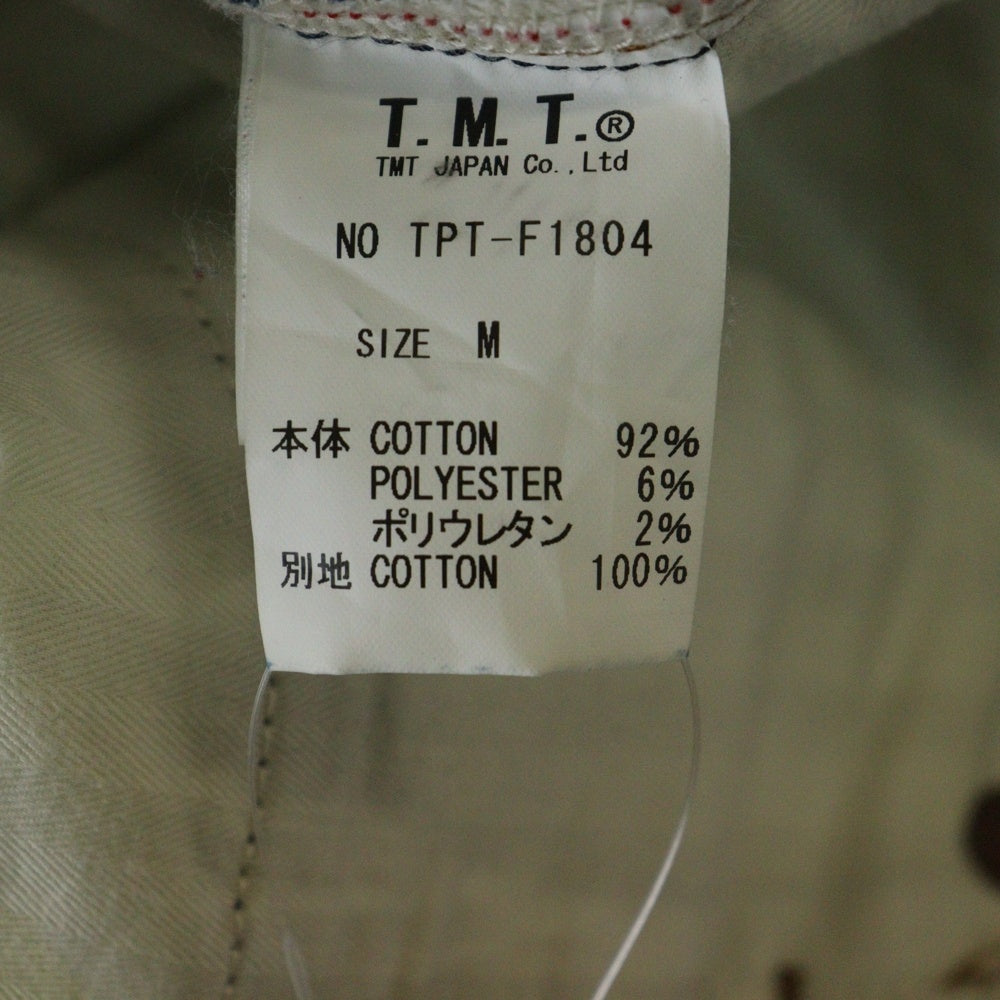 T. M. T.®
TMT JAPAN Co.,Ltd
NO TPT-F1804
SIZE M
本体 COTTON 92%
POLYESTER 6%
ポリウレタン 2%
別地 COTTON 100%